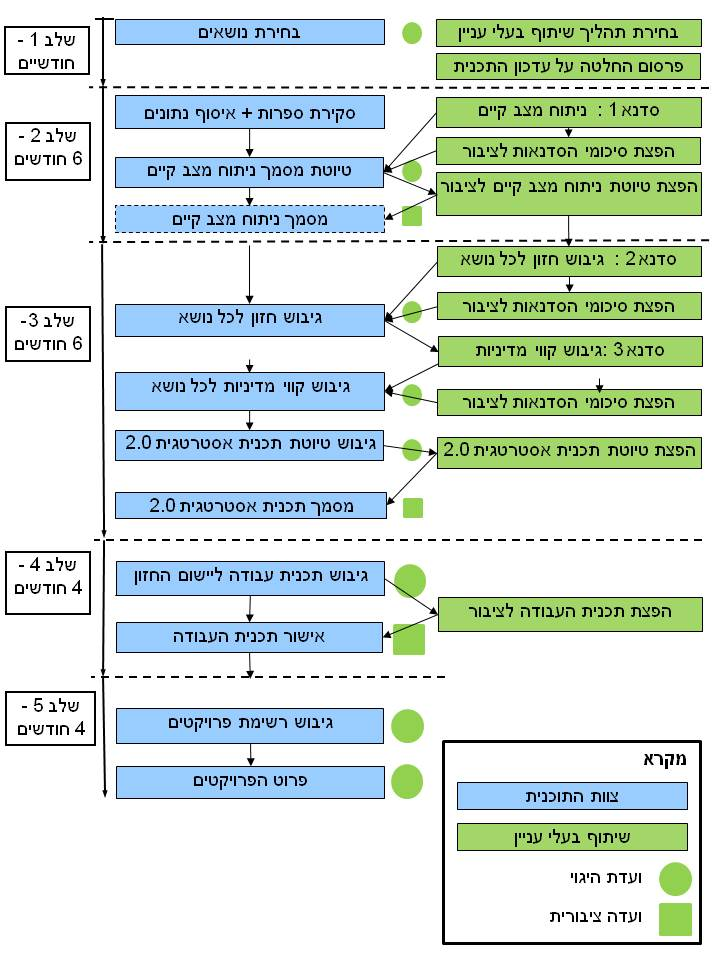 שלב 1 -
חודשיים
בחירת נושאים
בחירת תהליך שיתוף בעלי עניין
פרסום החלטה על עדכון התכנית
שלב 2 -
6 חודשים
סקירת ספרות + איסוף נתונים
סדנא 1 : ניתוח מצב קיים
הפצת סיכומי הסדנאות לציבור
טיוטת מסמך ניתוח מצב קיים
הפצת טיוטת ניתוח מצב קיים לציבור
מסמך ניתוח מצב קיים
שלב 3-
6 חודשים
סדנא 2 : גיבוש חזון לכל נושא
הפצת סיכומי הסדנאות לציבור
גיבוש חזון לכל נושא
סדנא 3 :גיבוש קווי מדיניות
גיבוש קווי מדיניות לכל נושא
הפצת סיכומי הסדנאות לציבור
גיבוש טיוטת תכנית אסטרטגית 2.0
הפצת טיוטת תכנית אסטרטגית 2.0
מסמך תכנית אסטרטגית 2.0
שלב 4 -
4 חודשים
גיבוש תכנית עבודה ליישום החזון
הפצת תכנית העבודה לציבור
אישור תכנית העבודה
שלב 5 -
4 חודשים
גיבוש רשימת פרויקטים
פרוט הפרויקטים
מקרא
צוות התוכנית
שיתוף בעלי עניין
ועדת היגוי
ועדה ציבורית